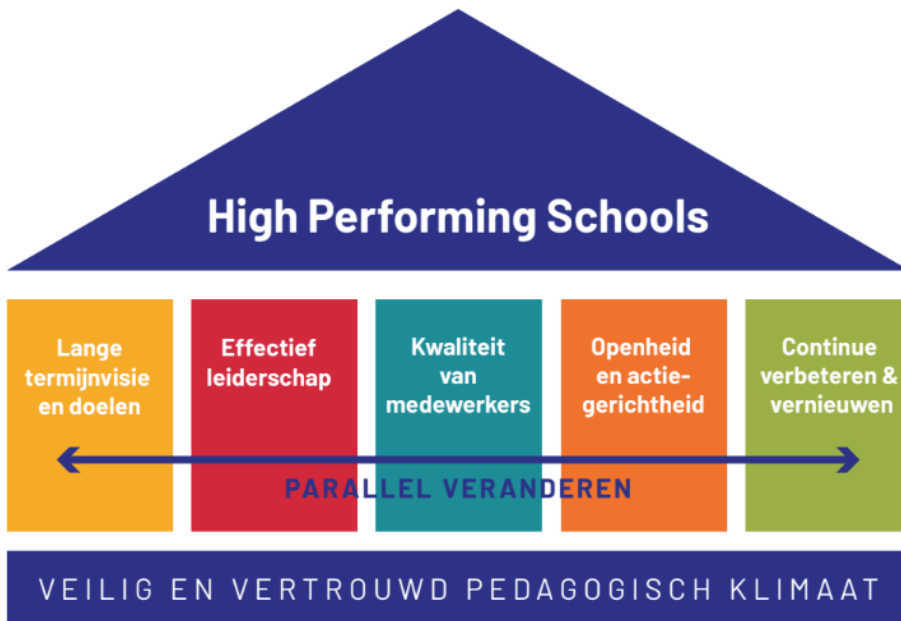 High Performing Schools
Lange
termijnvisie
en doelen
Effectief
leiderschap
Kwaliteit
van
medewerkers
Openheid
en actie-
gerichtheid
Continue
verbeteren &
vernieuwen
PARALLEL VERANDEREN
VEILIG EN VERTROUWD PEDAGOGISCH KLIMAAT